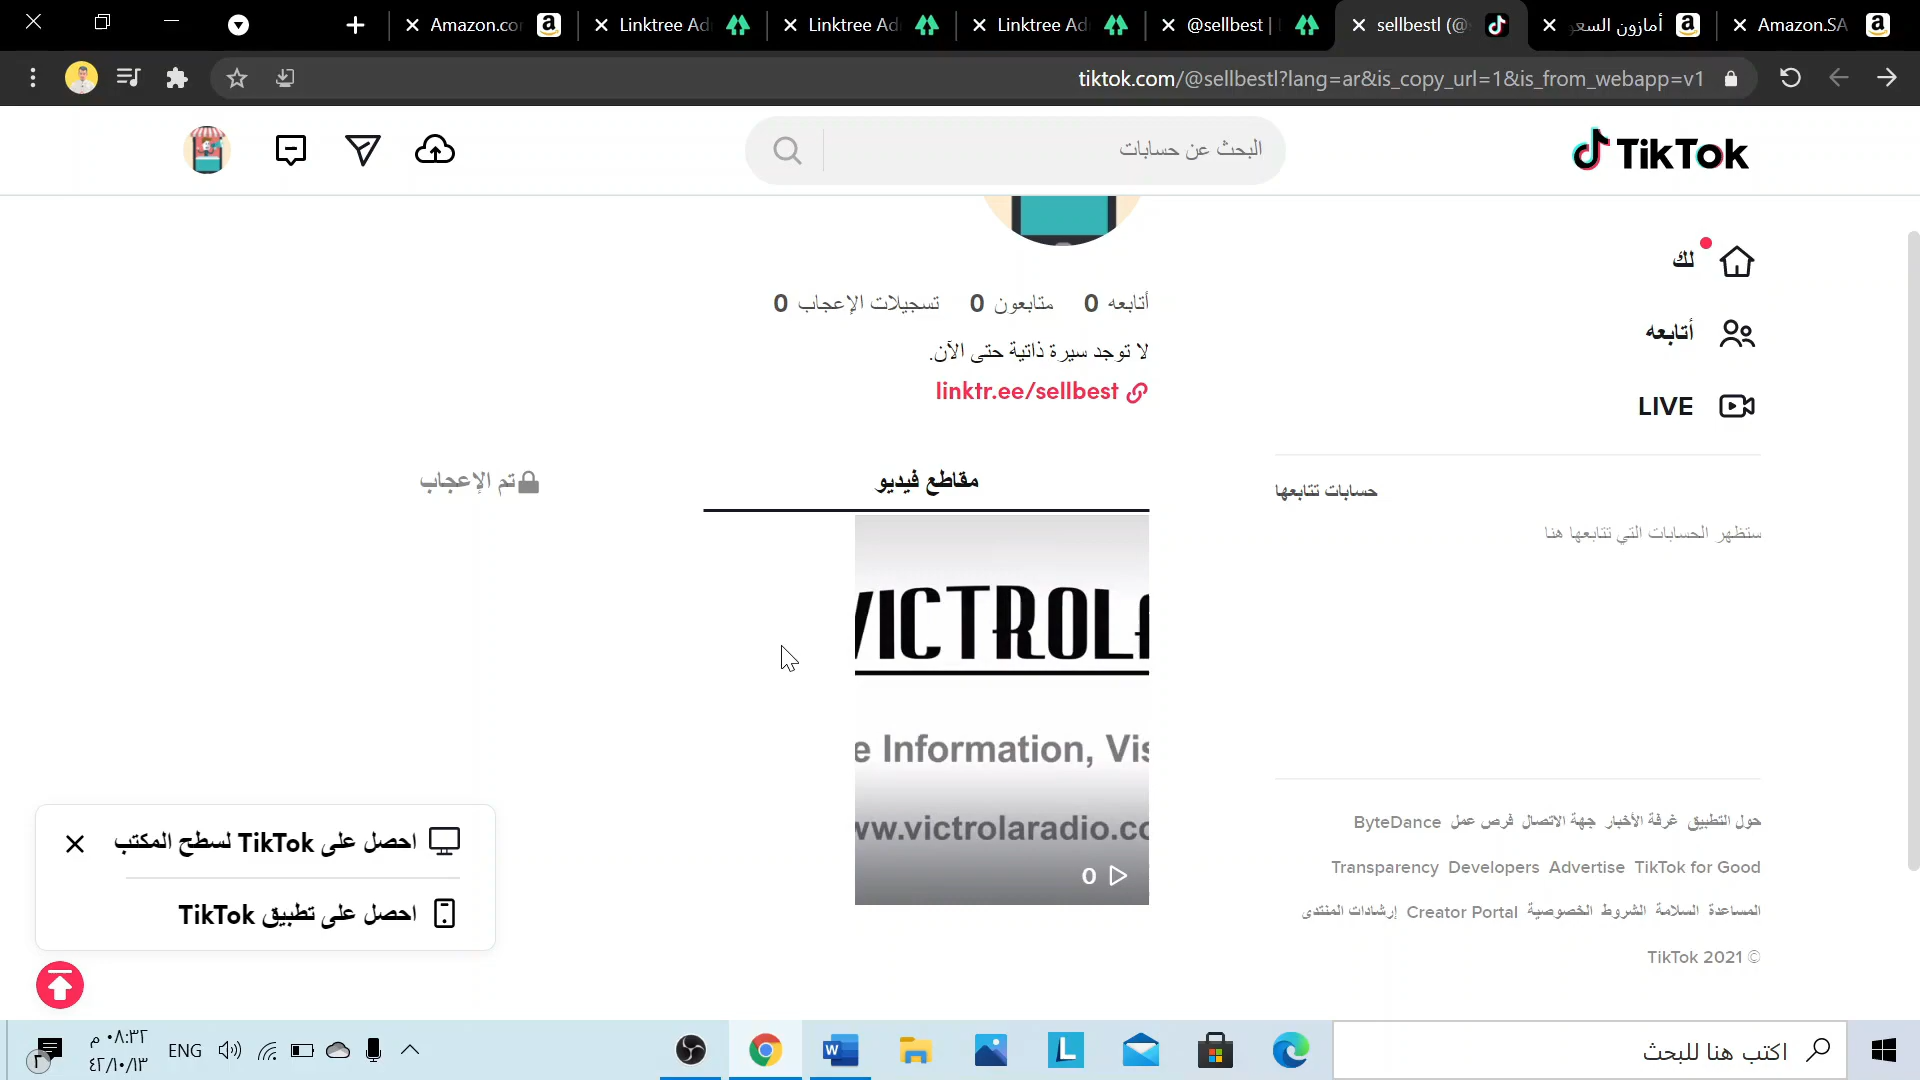 Amazon.co
Linktree Ad
Linktree Ad
Linktree Ad
@sellbest |
sellbestl (@
أمازون السعو
Amazon.SA
tiktok.com/@sellbestl?lang=ar&is_copy_url=1&is_from_webapp=v1
TikTok
البحث عن حسابات
لك
أتابعه
LIVE
حسابات تتابعها
ستظهر الحسابات التي تتابعها هنا
حول التطبيق غرفة الأخبار جهة الاتصال فرص عمل ByteDance
Transparency Developers Advertise TikTok for Good
المساعدة السلامة الشروط الخصوصية Creator Portal إرشادات المنتدى
© 2021 TikTok
0 أتابعه 0 متابعون 0 تسجيلات الإعجاب
لا توجد سيرة ذاتية حتى الآن.
linktr.ee/sellbest
مقاطع فيديو
تم الإعجاب
VICTROLA
e Information, Vis
ww.victrolaradio.co
0
احصل على TikTok لسطح المكتب
احصل على تطبيق TikTok
اكتب هنا للبحث
W
L
ENG
٠٨:٣٢ م
٤٢/١٠/١٣
٢